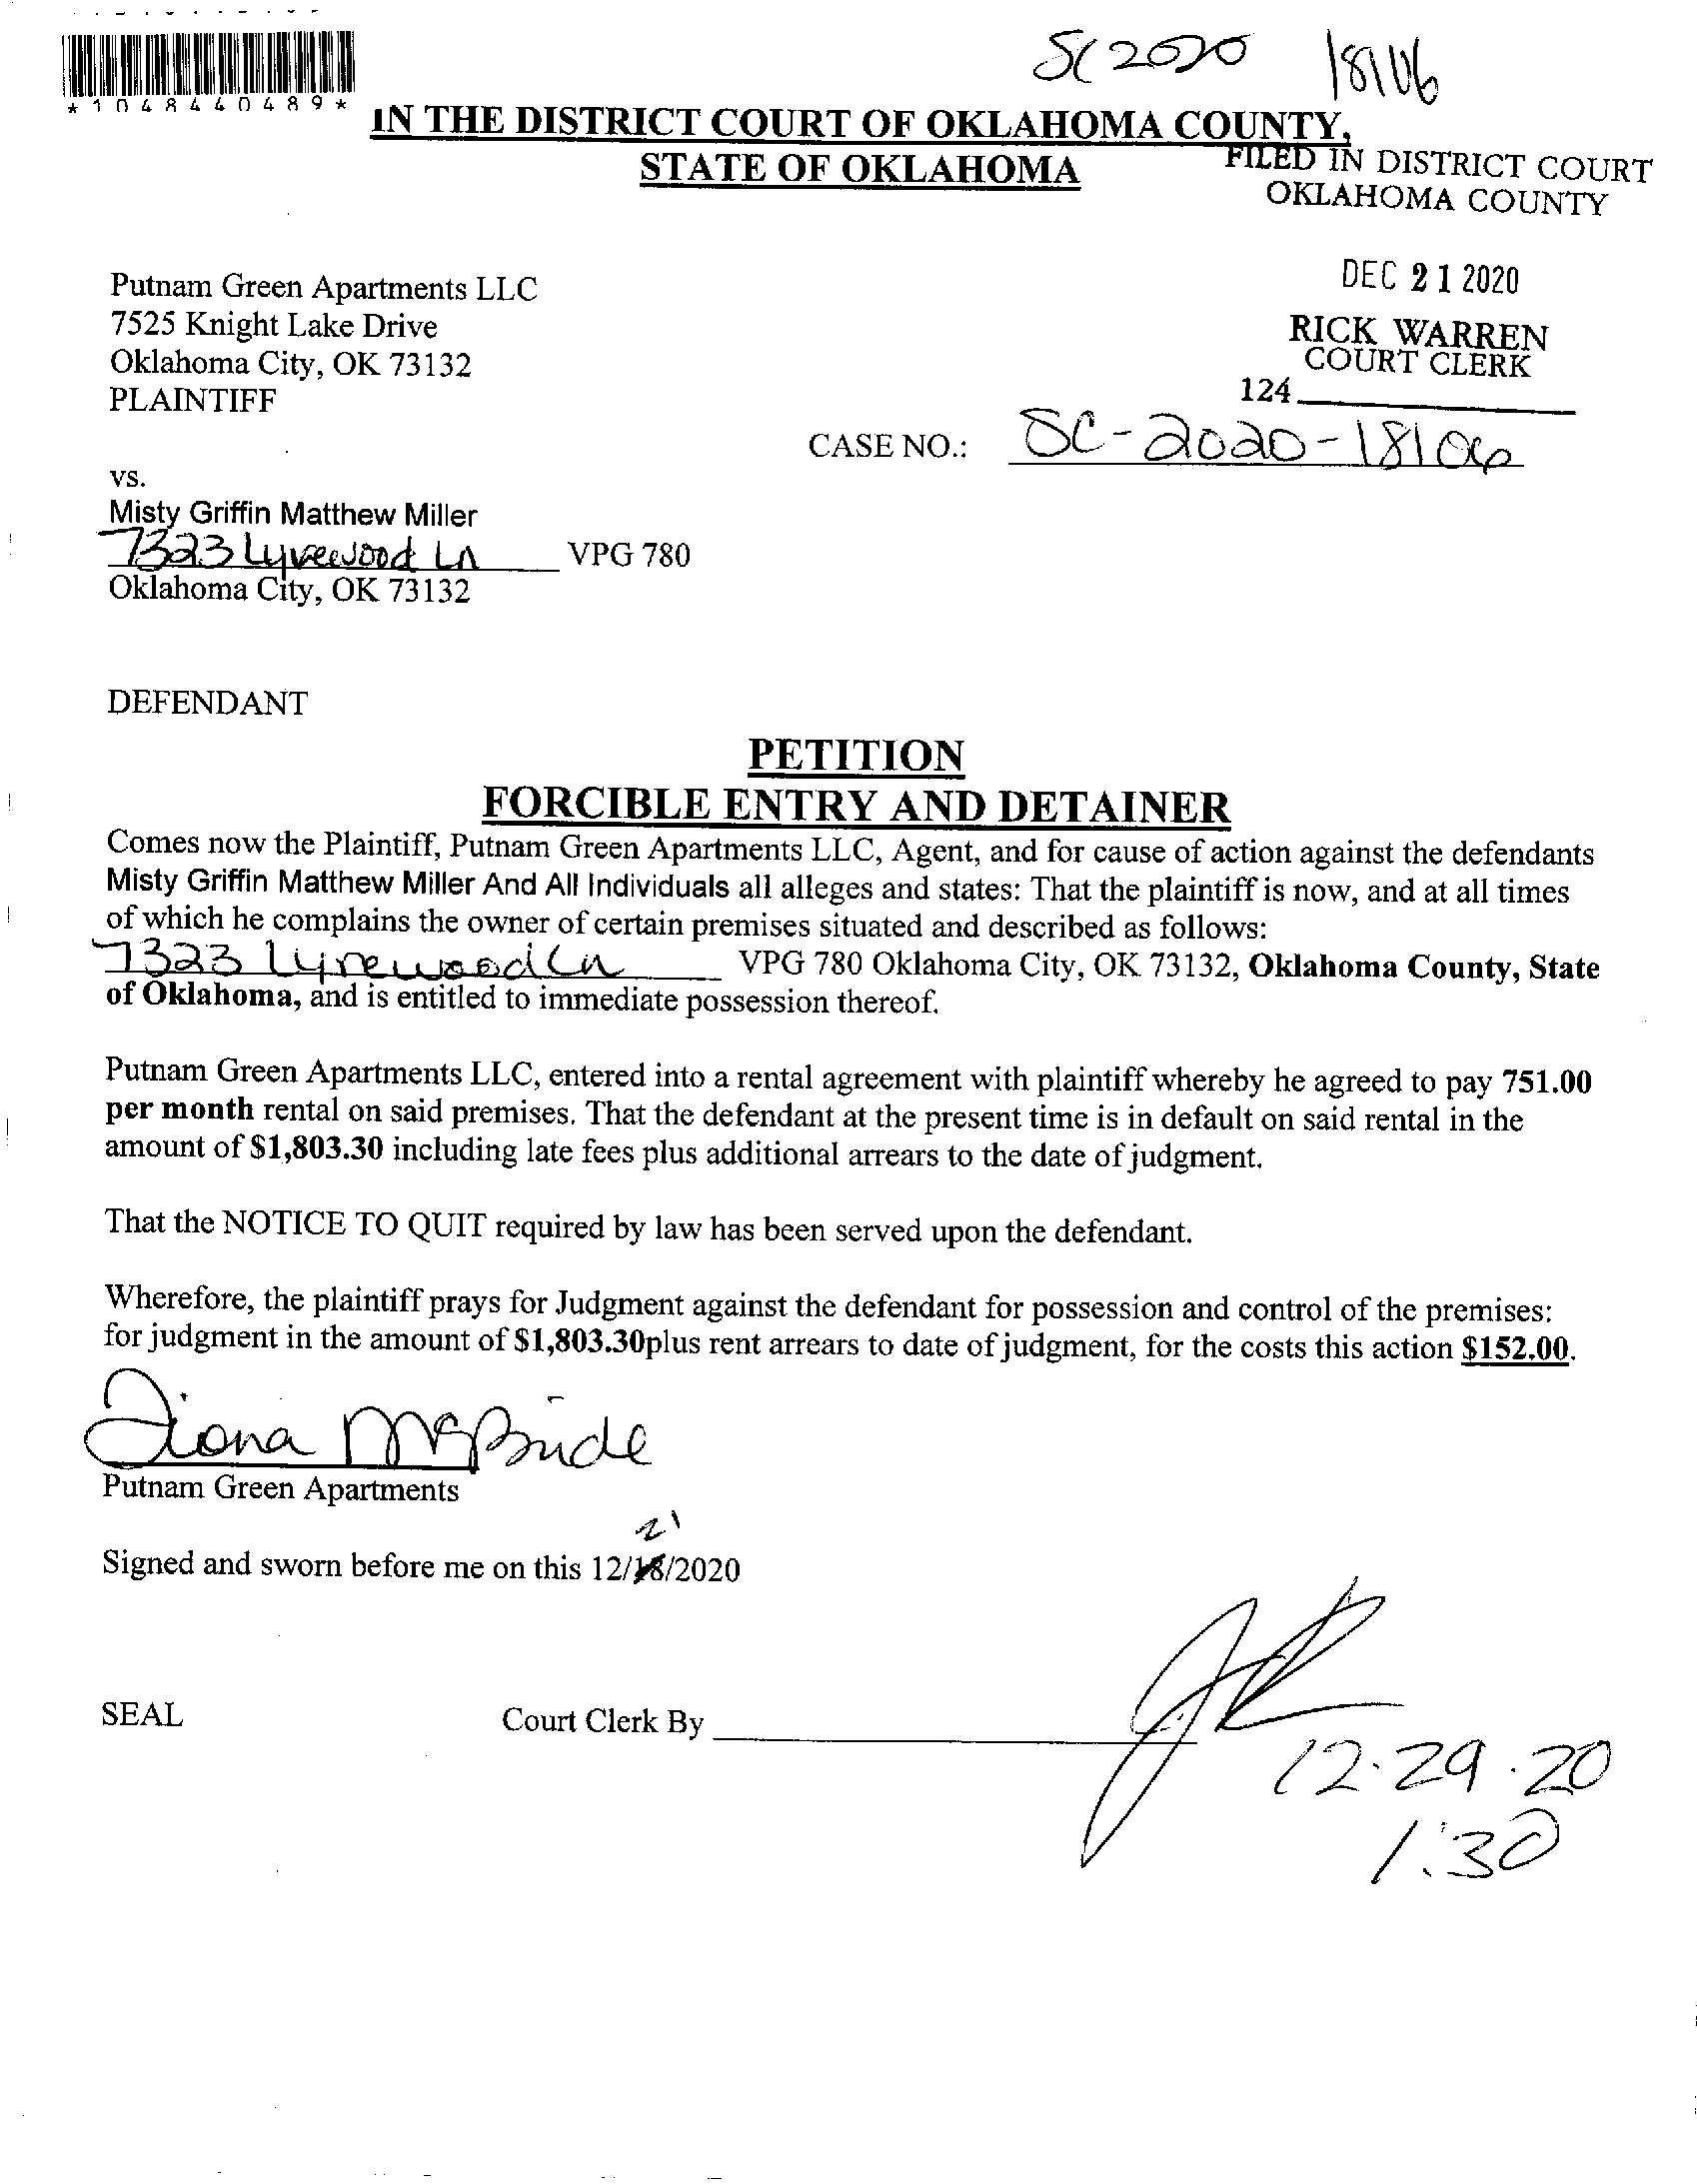 SC2020 18106
*1048440489*
IN THE DISTRICT COURT OF OKLAHOMA COUNTY,
STATE OF OKLAHOMA
FILED IN DISTRICT COURT
OKLAHOMA COUNTY
DEC 21 2020
RICK WARREN
COURT CLERK
124
Putnam Green Apartments LLC
7525 Knight Lake Drive
Oklahoma City, OK 73132
PLAINTIFF
CASE NO.: SC-2020-18106
vs.
Misty Griffin Matthew Miller
7323 Lyrewood Ln VPG 780
Oklahoma City, OK 73132
DEFENDANT
PETITION
FORCIBLE ENTRY AND DETAINER
Comes now the Plaintiff, Putnam Green Apartments LLC, Agent, and for cause of action against the defendants
Misty Griffin Matthew Miller And All Individuals all alleges and states: That the plaintiff is now, and at all times
of which he complains the owner of certain premises situated and described as follows:
7323 Lyrewood Ln VPG 780 Oklahoma City, OK 73132, Oklahoma County, State
of Oklahoma, and is entitled to immediate possession thereof.
Putnam Green Apartments LLC, entered into a rental agreement with plaintiff whereby he agreed to pay 751.00
per month rental on said premises. That the defendant at the present time is in default on said rental in the
amount of $1,803.30 including late fees plus additional arrears to the date of judgment.
That the NOTICE TO QUIT required by law has been served upon the defendant.
Wherefore, the plaintiff prays for Judgment against the defendant for possession and control of the premises:
for judgment in the amount of $1,803.30plus rent arrears to date of judgment, for the costs this action $152.00.
Diona McBride
Putnam Green Apartments
21
Signed and sworn before me on this 12/18/2020
SEAL Court Clerk By
12.29.20
1:30